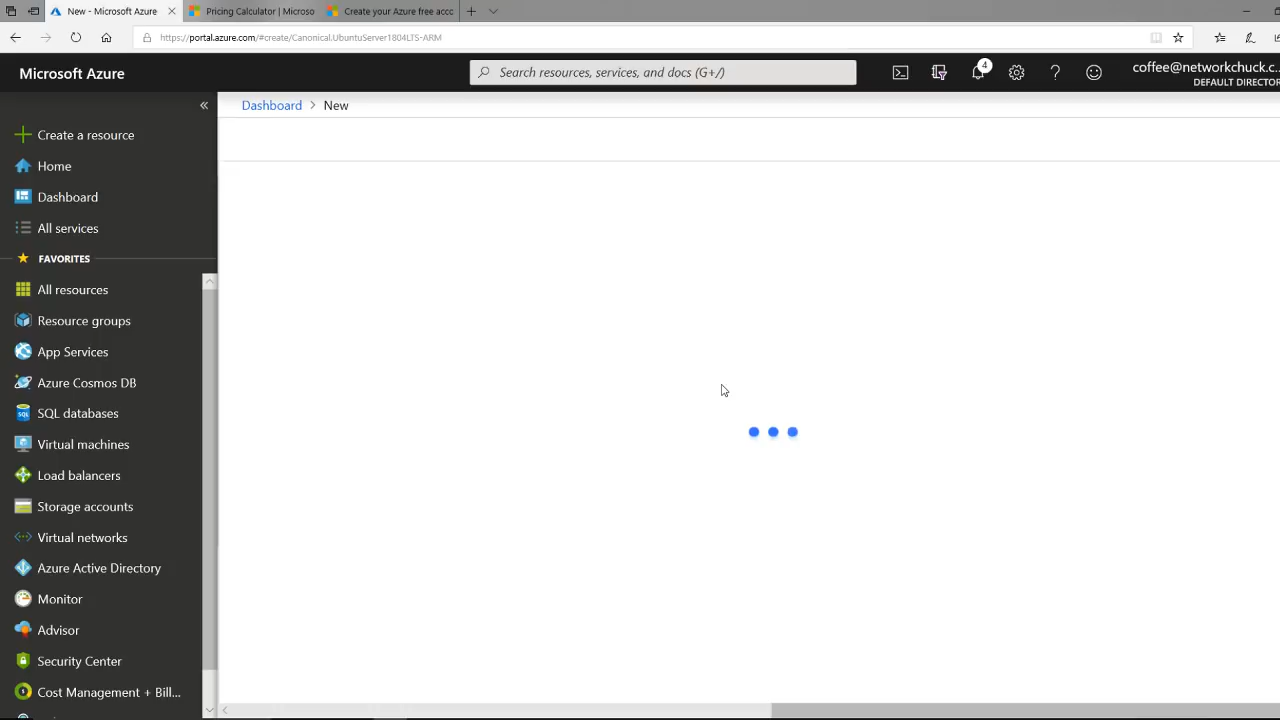 New - Microsoft Azure
Pricing Calculator | Microso
Create your Azure free acco
https://portal.azure.com/#create/Canonical.UbuntuServer1804LTS-ARM
Microsoft Azure
Search resources, services, and docs (G+/)
4
coffee@networkchuck.c...
DEFAULT DIRECTOR
Dashboard > New
Create a resource
Home
Dashboard
All services
FAVORITES
All resources
Resource groups
App Services
Azure Cosmos DB
SQL databases
Virtual machines
Load balancers
Storage accounts
Virtual networks
Azure Active Directory
Monitor
Advisor
Security Center
Cost Management + Bill...